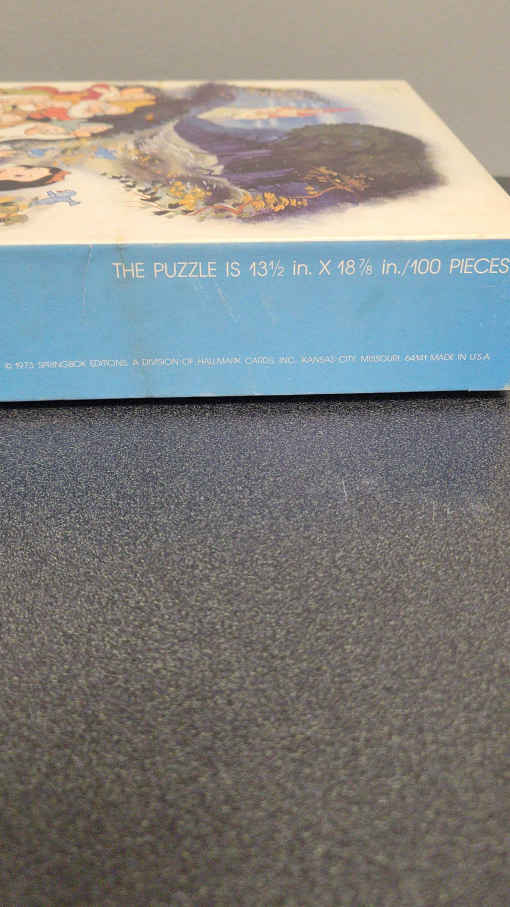 THE PUZZLE IS 13½ in. X 18⅞ in./100 PIECES
© 1973 SPRINGBOK EDITIONS, A DIVISION OF HALLMARK CARDS, INC., KANSAS CITY, MISSOURI, 64141 MADE IN U.S.A.